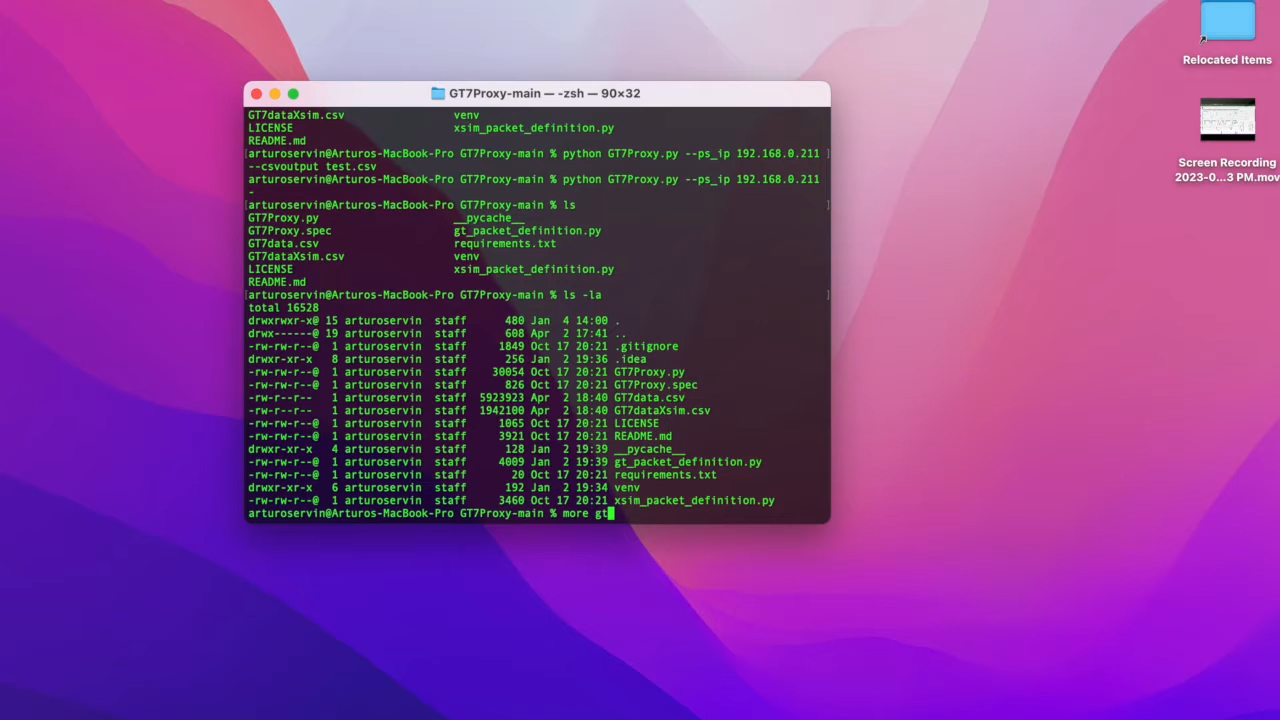 Relocated Items
Screen Recording
2023-0...3 PM.mov
GT7Proxy-main — -zsh — 90×32
GT7dataXsim.csv venv
LICENSE xsim_packet_definition.py
README.md
[arturoservin@Arturos-MacBook-Pro GT7Proxy-main % python GT7Proxy.py --ps_ip 192.168.0.211 ]
--csvoutput test.csv
arturoservin@Arturos-MacBook-Pro GT7Proxy-main % python GT7Proxy.py --ps_ip 192.168.0.211
-
[arturoservin@Arturos-MacBook-Pro GT7Proxy-main % ls ]
GT7Proxy.py __pycache__
GT7Proxy.spec gt_packet_definition.py
GT7data.csv requirements.txt
GT7dataXsim.csv venv
LICENSE xsim_packet_definition.py
README.md
[arturoservin@Arturos-MacBook-Pro GT7Proxy-main % ls -la ]
total 16528
drwxrwxr-x@ 15 arturoservin staff 480 Jan 4 14:00 .
drwx------@ 19 arturoservin staff 608 Apr 2 17:41 ..
-rw-rw-r--@ 1 arturoservin staff 1849 Oct 17 20:21 .gitignore
drwxr-xr-x 8 arturoservin staff 256 Jan 2 19:36 .idea
-rw-rw-r--@ 1 arturoservin staff 30054 Oct 17 20:21 GT7Proxy.py
-rw-rw-r--@ 1 arturoservin staff 826 Oct 17 20:21 GT7Proxy.spec
-rw-r--r-- 1 arturoservin staff 5923923 Apr 2 18:40 GT7data.csv
-rw-r--r-- 1 arturoservin staff 1942100 Apr 2 18:40 GT7dataXsim.csv
-rw-rw-r--@ 1 arturoservin staff 1065 Oct 17 20:21 LICENSE
-rw-rw-r--@ 1 arturoservin staff 3921 Oct 17 20:21 README.md
drwxr-xr-x 4 arturoservin staff 128 Jan 2 19:39 __pycache__
-rw-rw-r--@ 1 arturoservin staff 4009 Jan 2 19:39 gt_packet_definition.py
-rw-rw-r--@ 1 arturoservin staff 20 Oct 17 20:21 requirements.txt
drwxr-xr-x 6 arturoservin staff 192 Jan 2 19:34 venv
-rw-rw-r--@ 1 arturoservin staff 3460 Oct 17 20:21 xsim_packet_definition.py
arturoservin@Arturos-MacBook-Pro GT7Proxy-main % more gt